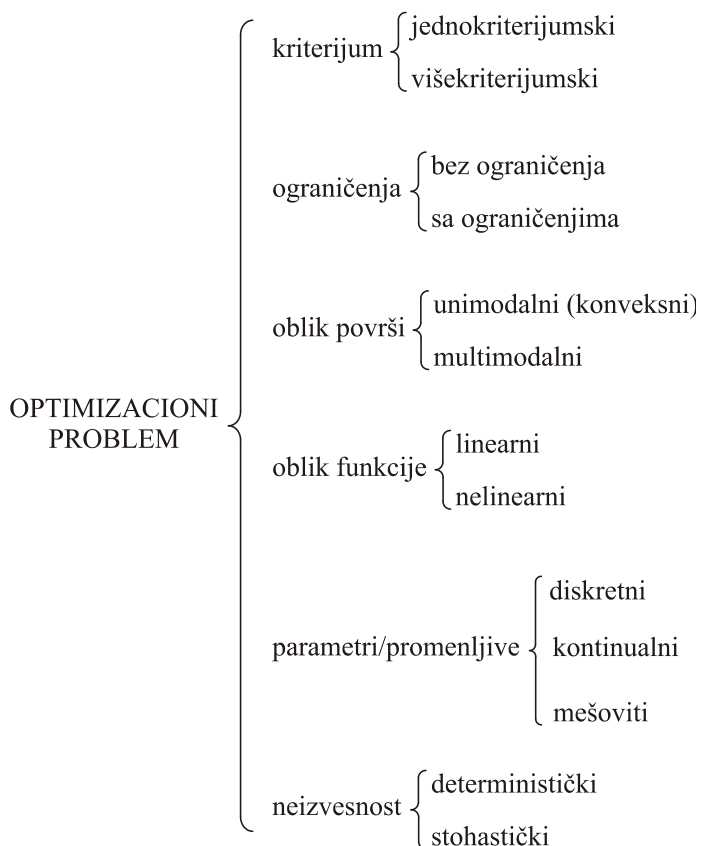 OPTIMIZACIONI
PROBLEM
kriterijum
jednokriterijumski
višekriterijumski
ograničenja
bez ograničenja
sa ograničenjima
oblik površi
unimodalni (konveksni)
multimodalni
oblik funkcije
linearni
nelinearni
parametri/promenljive
diskretni
kontinualni
mešoviti
neizvesnost
deterministički
stohastički